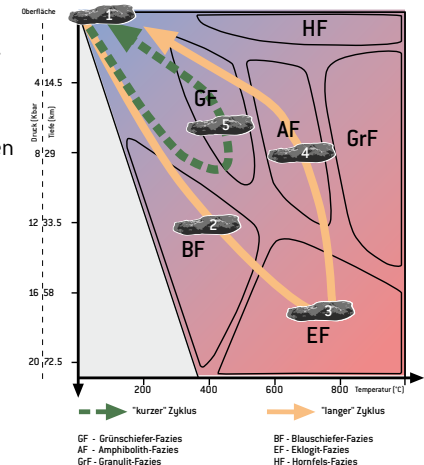 Oberfläche
1
HF
4 14.5
GF
5
AF
GrF
Druck [Kbar]
Tiefe [km]
en
8 29
4
12 33.5
2
BF
16 58
3
EF
20 72.5
200 400 600 800 Temperatur [°C]
"kurzer" Zyklus
"langer" Zyklus
GF - Grünschiefer-Fazies
AF - Amphibolith-Fazies
GrF - Granulit-Fazies
BF - Blauschiefer-Fazies
EF - Eklogit-Fazies
HF - Hornfels-Fazies